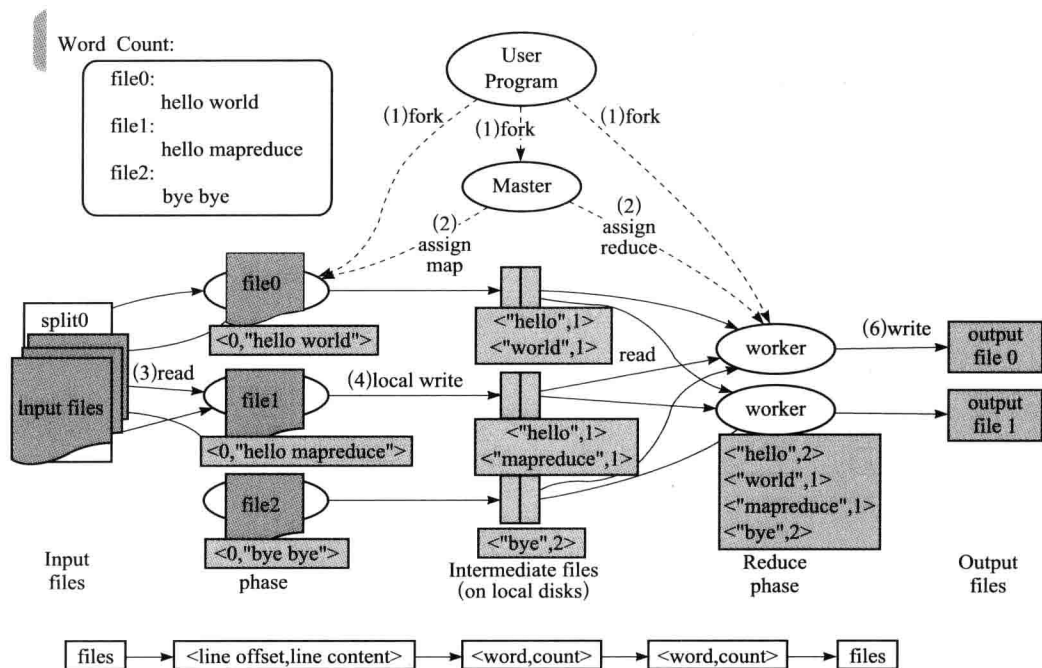 Word Count:
file0:
hello world
file1:
hello mapreduce
file2:
bye bye
User
Program
(1)fork
(1)fork
(1)fork
Master
(2)
assign
map
(2)
assign
reduce
split0
Input files
(3)read
file0
<0,"hello world">
file1
<0,"hello mapreduce">
file2
<0,"bye bye">
(4)local write
<"hello",1>
<"world",1>
<"hello",1>
<"mapreduce",1>
<"bye",2>
read
worker
worker
<"hello",2>
<"world",1>
<"mapreduce",1>
<"bye",2>
(6)write
output
file 0
output
file 1
Input
files
phase
Intermediate files
(on local disks)
Reduce
phase
Output
files
files
<line offset,line content>
<word,count>
<word,count>
files